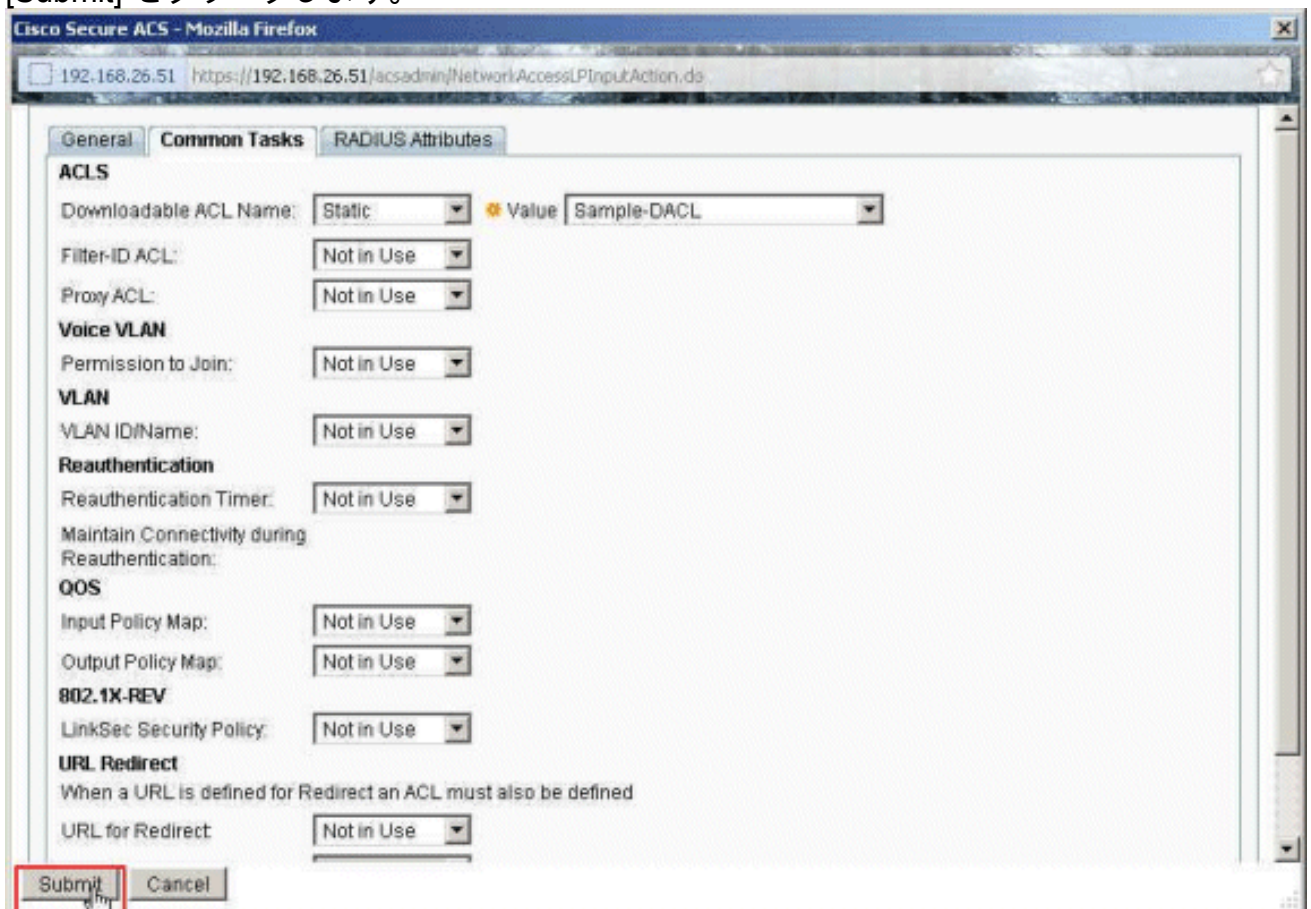 [Submit] をクリックします。
Cisco Secure ACS - Mozilla Firefox
192.168.26.51 https://192.168.26.51/acsadmin/NetworkAccessLPInputAction.do
General Common Tasks RADIUS Attributes
ACLS
Downloadable ACL Name: Static Value Sample-DACL
Filter-ID ACL: Not in Use
Proxy ACL: Not in Use
Voice VLAN
Permission to Join: Not in Use
VLAN
VLAN ID/Name: Not in Use
Reauthentication
Reauthentication Timer: Not in Use
Maintain Connectivity during
Reauthentication:
QOS
Input Policy Map: Not in Use
Output Policy Map: Not in Use
802.1X-REV
LinkSec Security Policy: Not in Use
URL Redirect
When a URL is defined for Redirect an ACL must also be defined
URL for Redirect: Not in Use
Submit Cancel